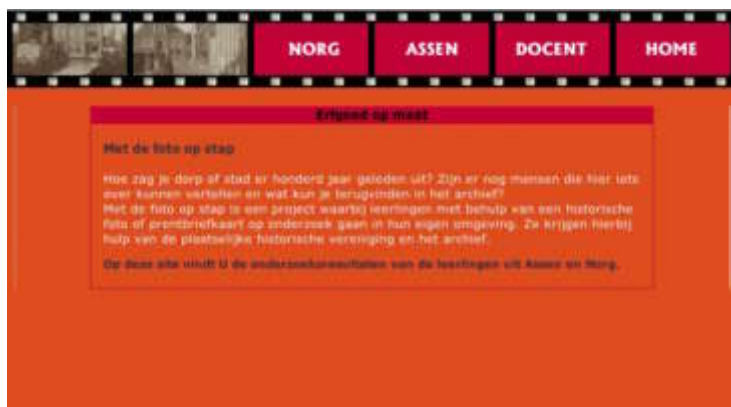 NORG ASSEN DOCENT HOME
Erfgoed op maat
Met de foto op stap
Hoe zag je dorp of stad er honderd jaar geleden uit? Zijn er nog mensen die hier iets
over kunnen vertellen en wat kun je terugvinden in het archief?
Met de foto op stap is een project waarbij leerlingen met behulp van een historische
foto of prentbriefkaart op onderzoek gaan in hun eigen omgeving. Ze krijgen hierbij
hulp van de plaatselijke historische vereniging en het archief.
Op deze site vindt U de onderzoeksresultaten van de leerlingen uit Assen en Norg.